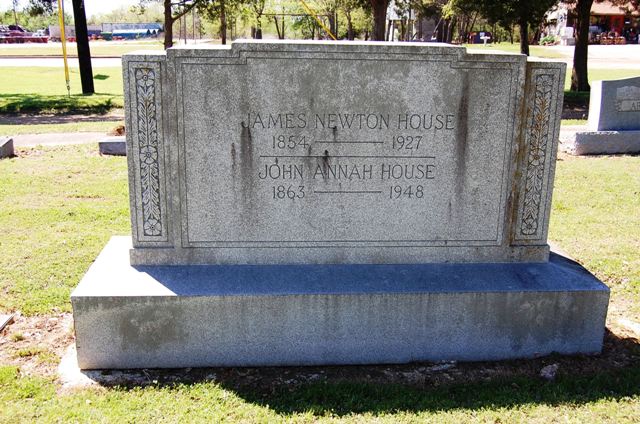 JAMES NEWTON HOUSE
1854 —— 1927
JOHN ANNAH HOUSE
1863 —— 1948